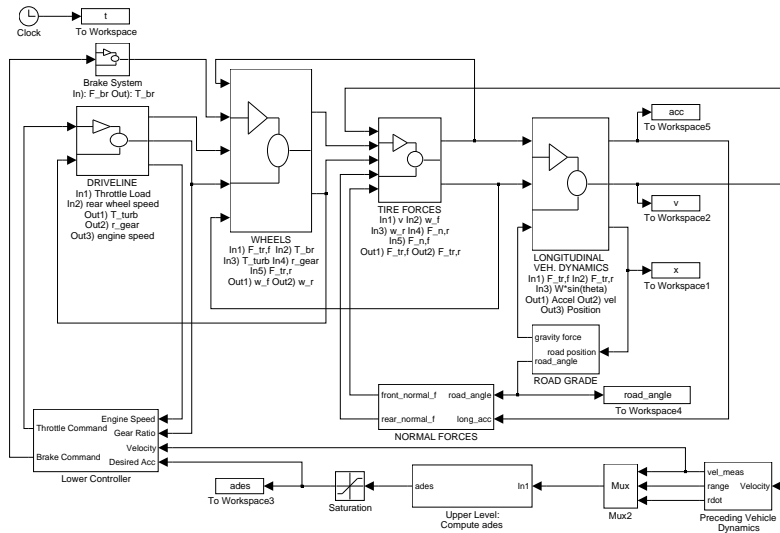 t
Clock
To Workspace
Brake System
In): F_br Out): T_br
DRIVELINE
In1) Throttle Load
In2) rear wheel speed
Out1) T_turb
Out2) r_gear
Out3) engine speed
WHEELS
In1) F_tr,f In2) T_br
In3) T_turb In4) r_gear
In5) F_tr,r
Out1) w_f Out2) w_r
TIRE FORCES
In1) v In2) w_f
In3) w_r In4) F_n,r
In5) F_n,f
Out1) F_tr,f Out2) F_tr,r
LONGITUDINAL
VEH. DYNAMICS
In1) F_tr,f In2) F_tr,r
In3) W*sin(theta)
Out1) Accel Out2) vel
Out3) Position
acc
To Workspace5
v
To Workspace2
x
To Workspace1
gravity force
road position
road_angle
ROAD GRADE
road_angle
To Workspace4
front_normal_f
road_angle
rear_normal_f
long_acc
NORMAL FORCES
Engine Speed
Throttle Command
Gear Ratio
Velocity
Brake Command
Desired Acc
Lower Controller
ades
To Workspace3
Saturation
ades
In1
Upper Level:
Compute ades
Mux
Mux2
vel_meas
range
Velocity
rdot
Preceding Vehicle
Dynamics